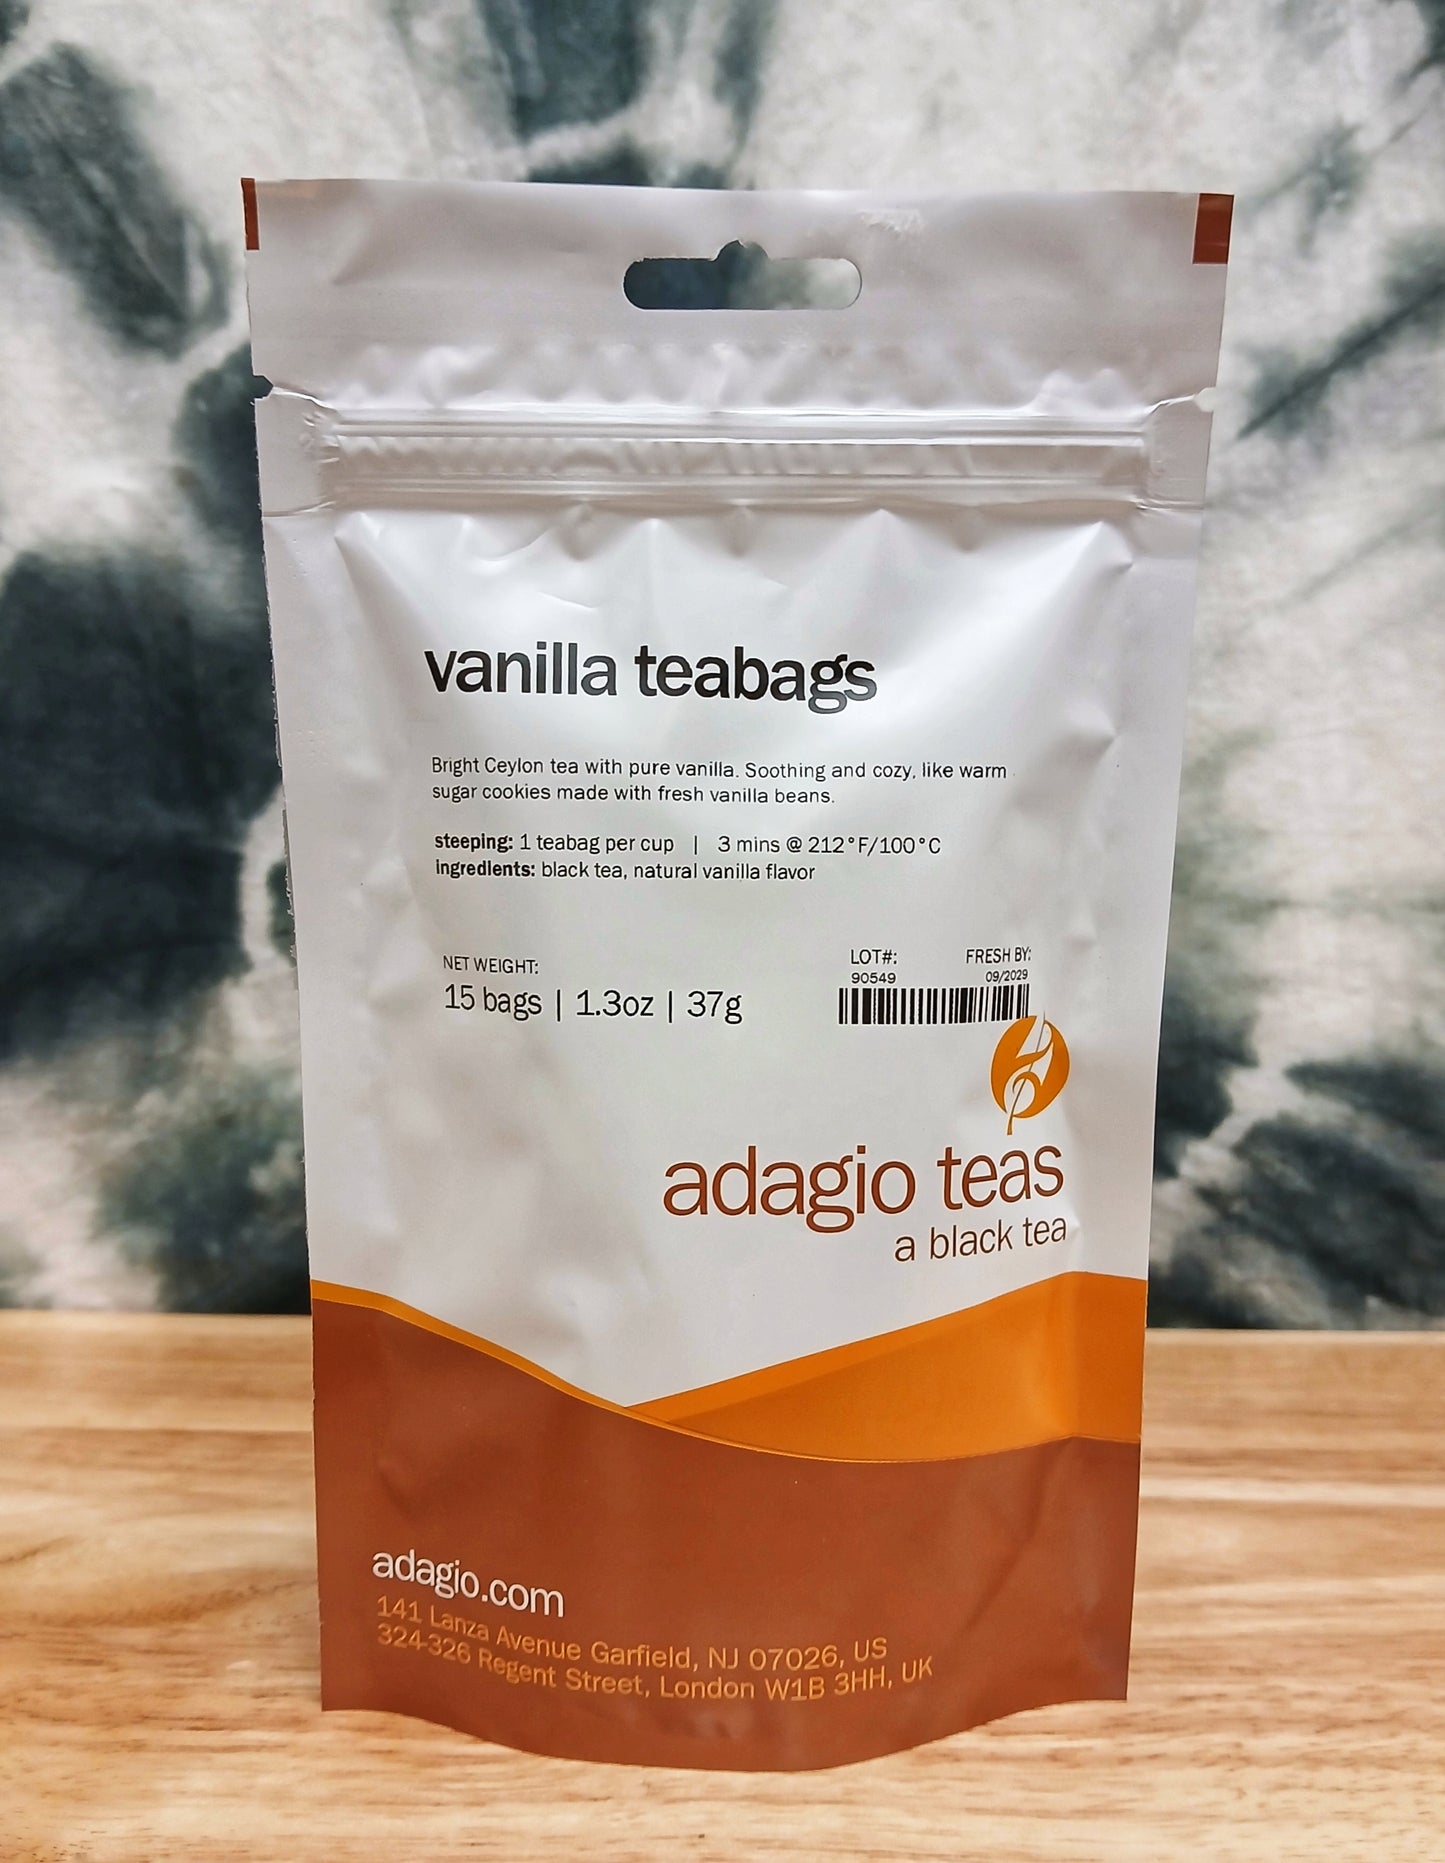 vanilla teabags
Bright Ceylon tea with pure vanilla. Soothing and cozy, like warm
sugar cookies made with fresh vanilla beans.
steeping: 1 teabag per cup | 3 mins @ 212°F/100°C
ingredients: black tea, natural vanilla flavor
NET WEIGHT:
15 bags | 1.3oz | 37g
LOT#: FRESH BY:
90549 09/2029
adagio teas
a black tea
adagio.com
141 Lanza Avenue Garfield, NJ 07026, US
324-326 Regent Street, London W1B 3HH, UK